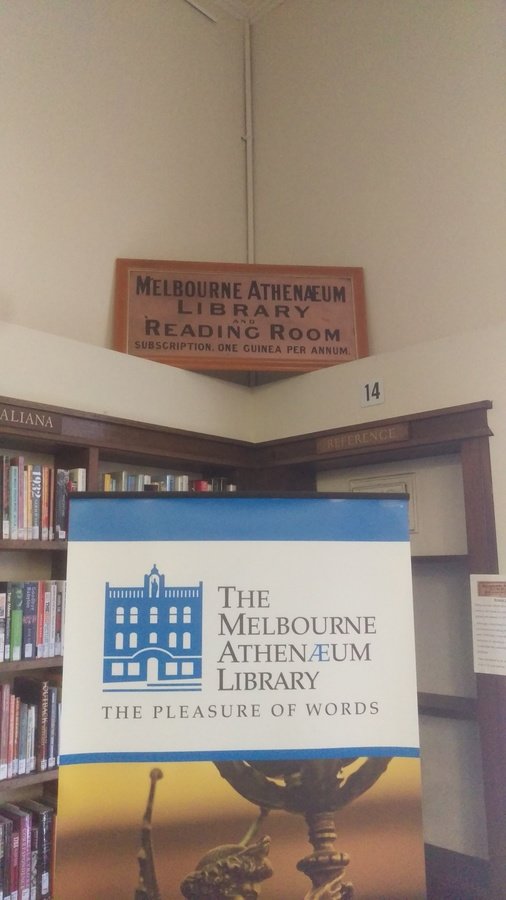 MELBOURNE ATHENÆUM
LIBRARY
AND
READING ROOM
SUBSCRIPTION. ONE GUINEA PER ANNUM.
14
ALIANA
REFERENCE
1932
THE
MELBOURNE
ATHENÆUM
LIBRARY
THE PLEASURE OF WORDS